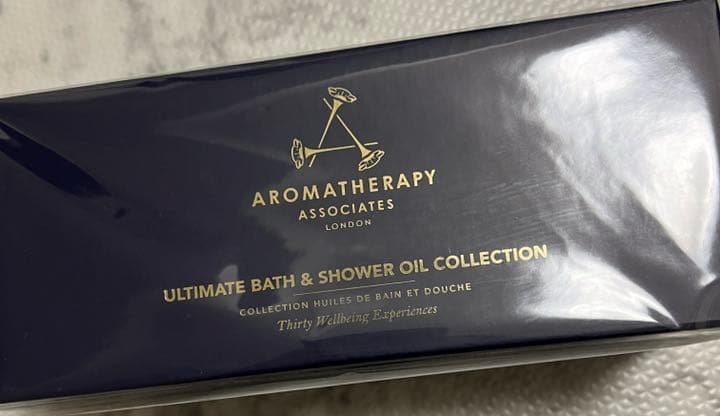 AROMATHERAPY
ASSOCIATES
LONDON
ULTIMATE BATH & SHOWER OIL COLLECTION
COLLECTION HUILES DE BAIN ET DOUCHE
Thirty Wellbeing Experiences